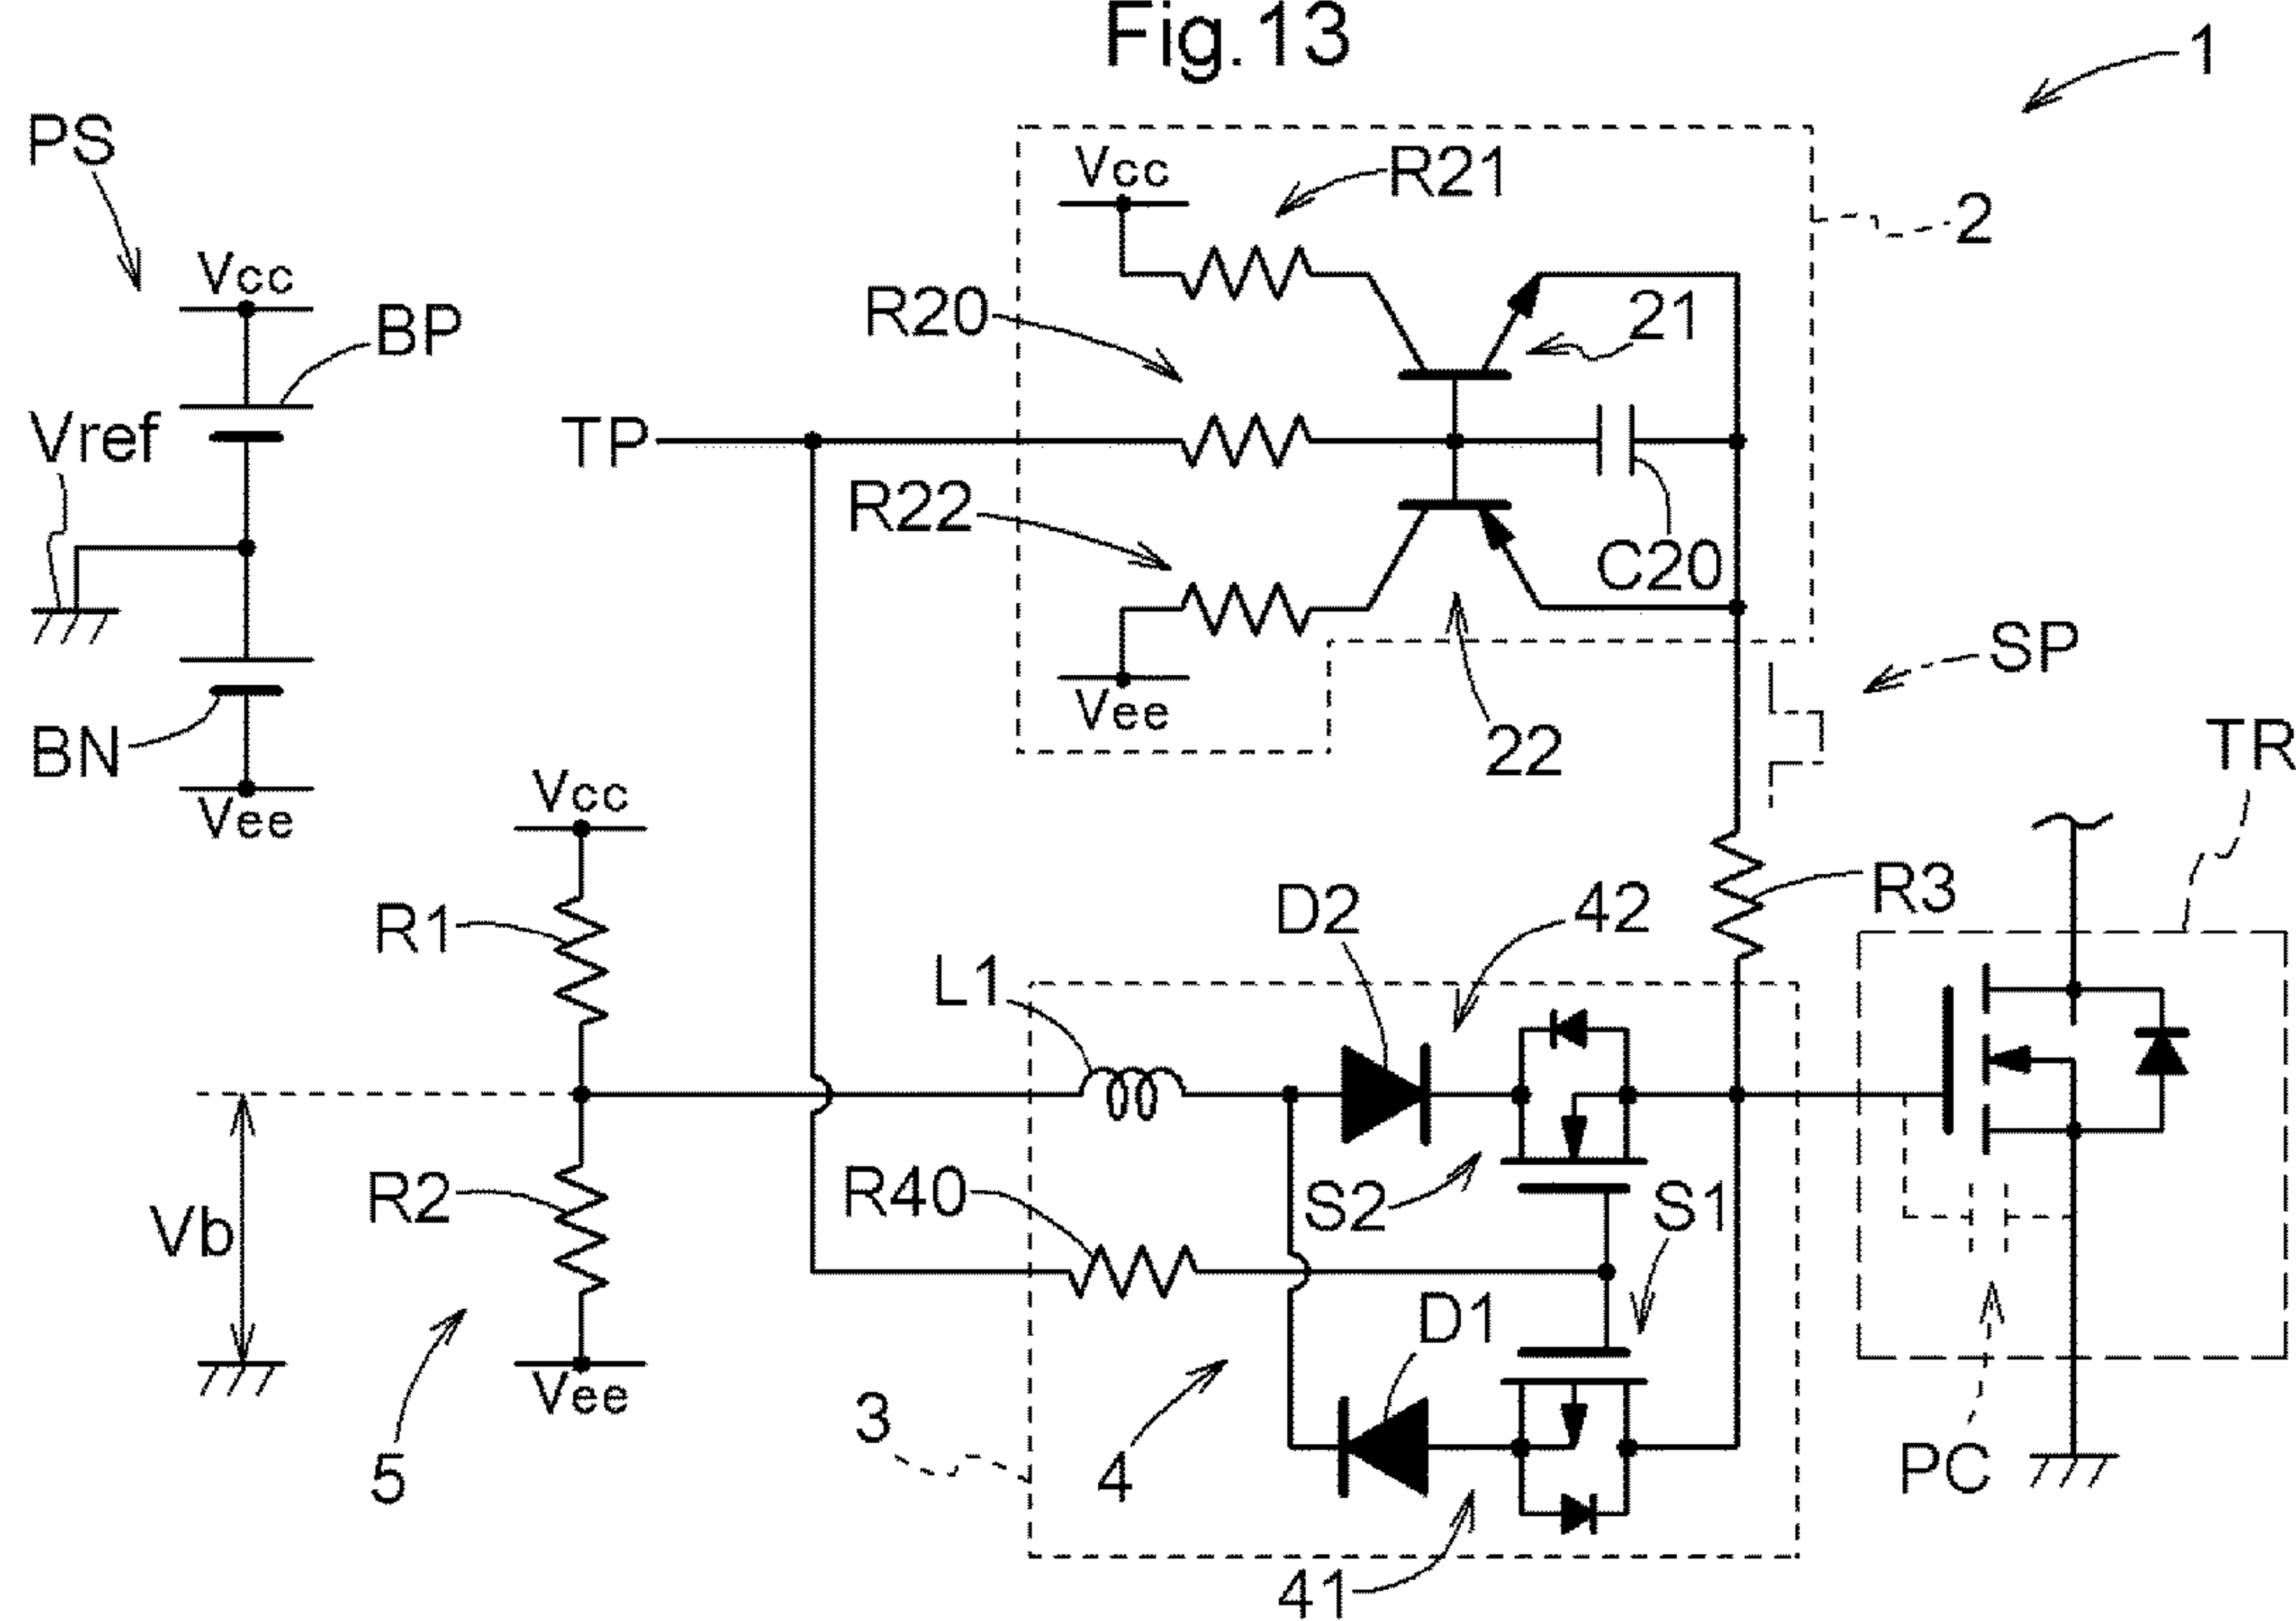 Fig.13
1
PS
Vcc
R21
2
Vcc
BP
R20
21
Vref
TP
R22
C20
SP
Vee
22
BN
TR
Vee
Vcc
R3
D2
42
R1
L1
R40
S2
S1
R2
Vb
D1
Vee
3
4
5
PC
41